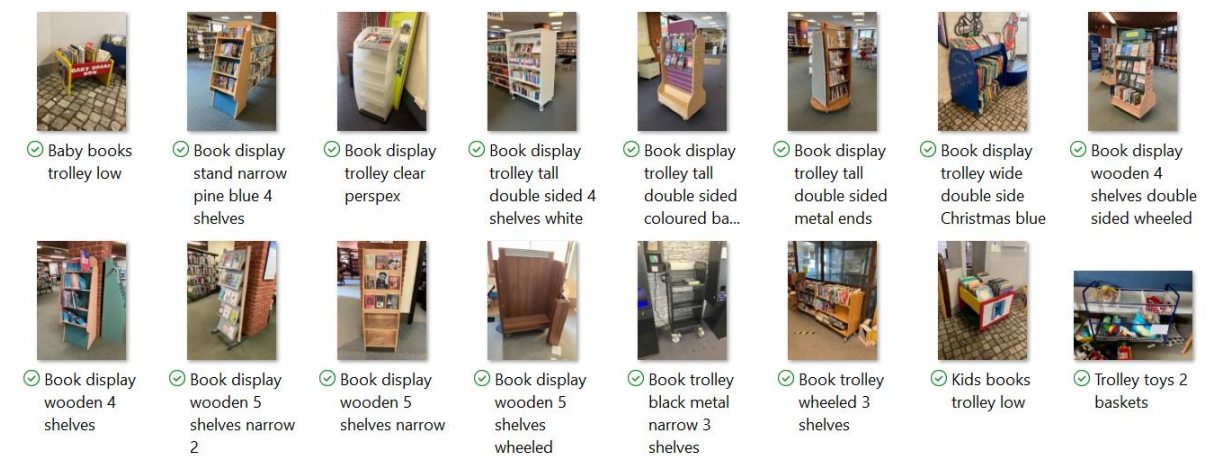 BABY BOARD
BOX
Baby books
trolley low
Book display
stand narrow
pine blue 4
shelves
Book display
trolley clear
perspex
Book display
trolley tall
double sided 4
shelves white
Book display
trolley tall
double sided
coloured ba...
Book display
trolley tall
double sided
metal ends
Book display
trolley wide
double side
Christmas blue
Book display
wooden 4
shelves double
sided wheeled
Book display
wooden 4
shelves
Book display
wooden 5
shelves narrow
2
Book display
wooden 5
shelves narrow
Book display
wooden 5
shelves
wheeled
Book trolley
black metal
narrow 3
shelves
Book trolley
wheeled 3
shelves
Kids books
trolley low
Trolley toys 2
baskets